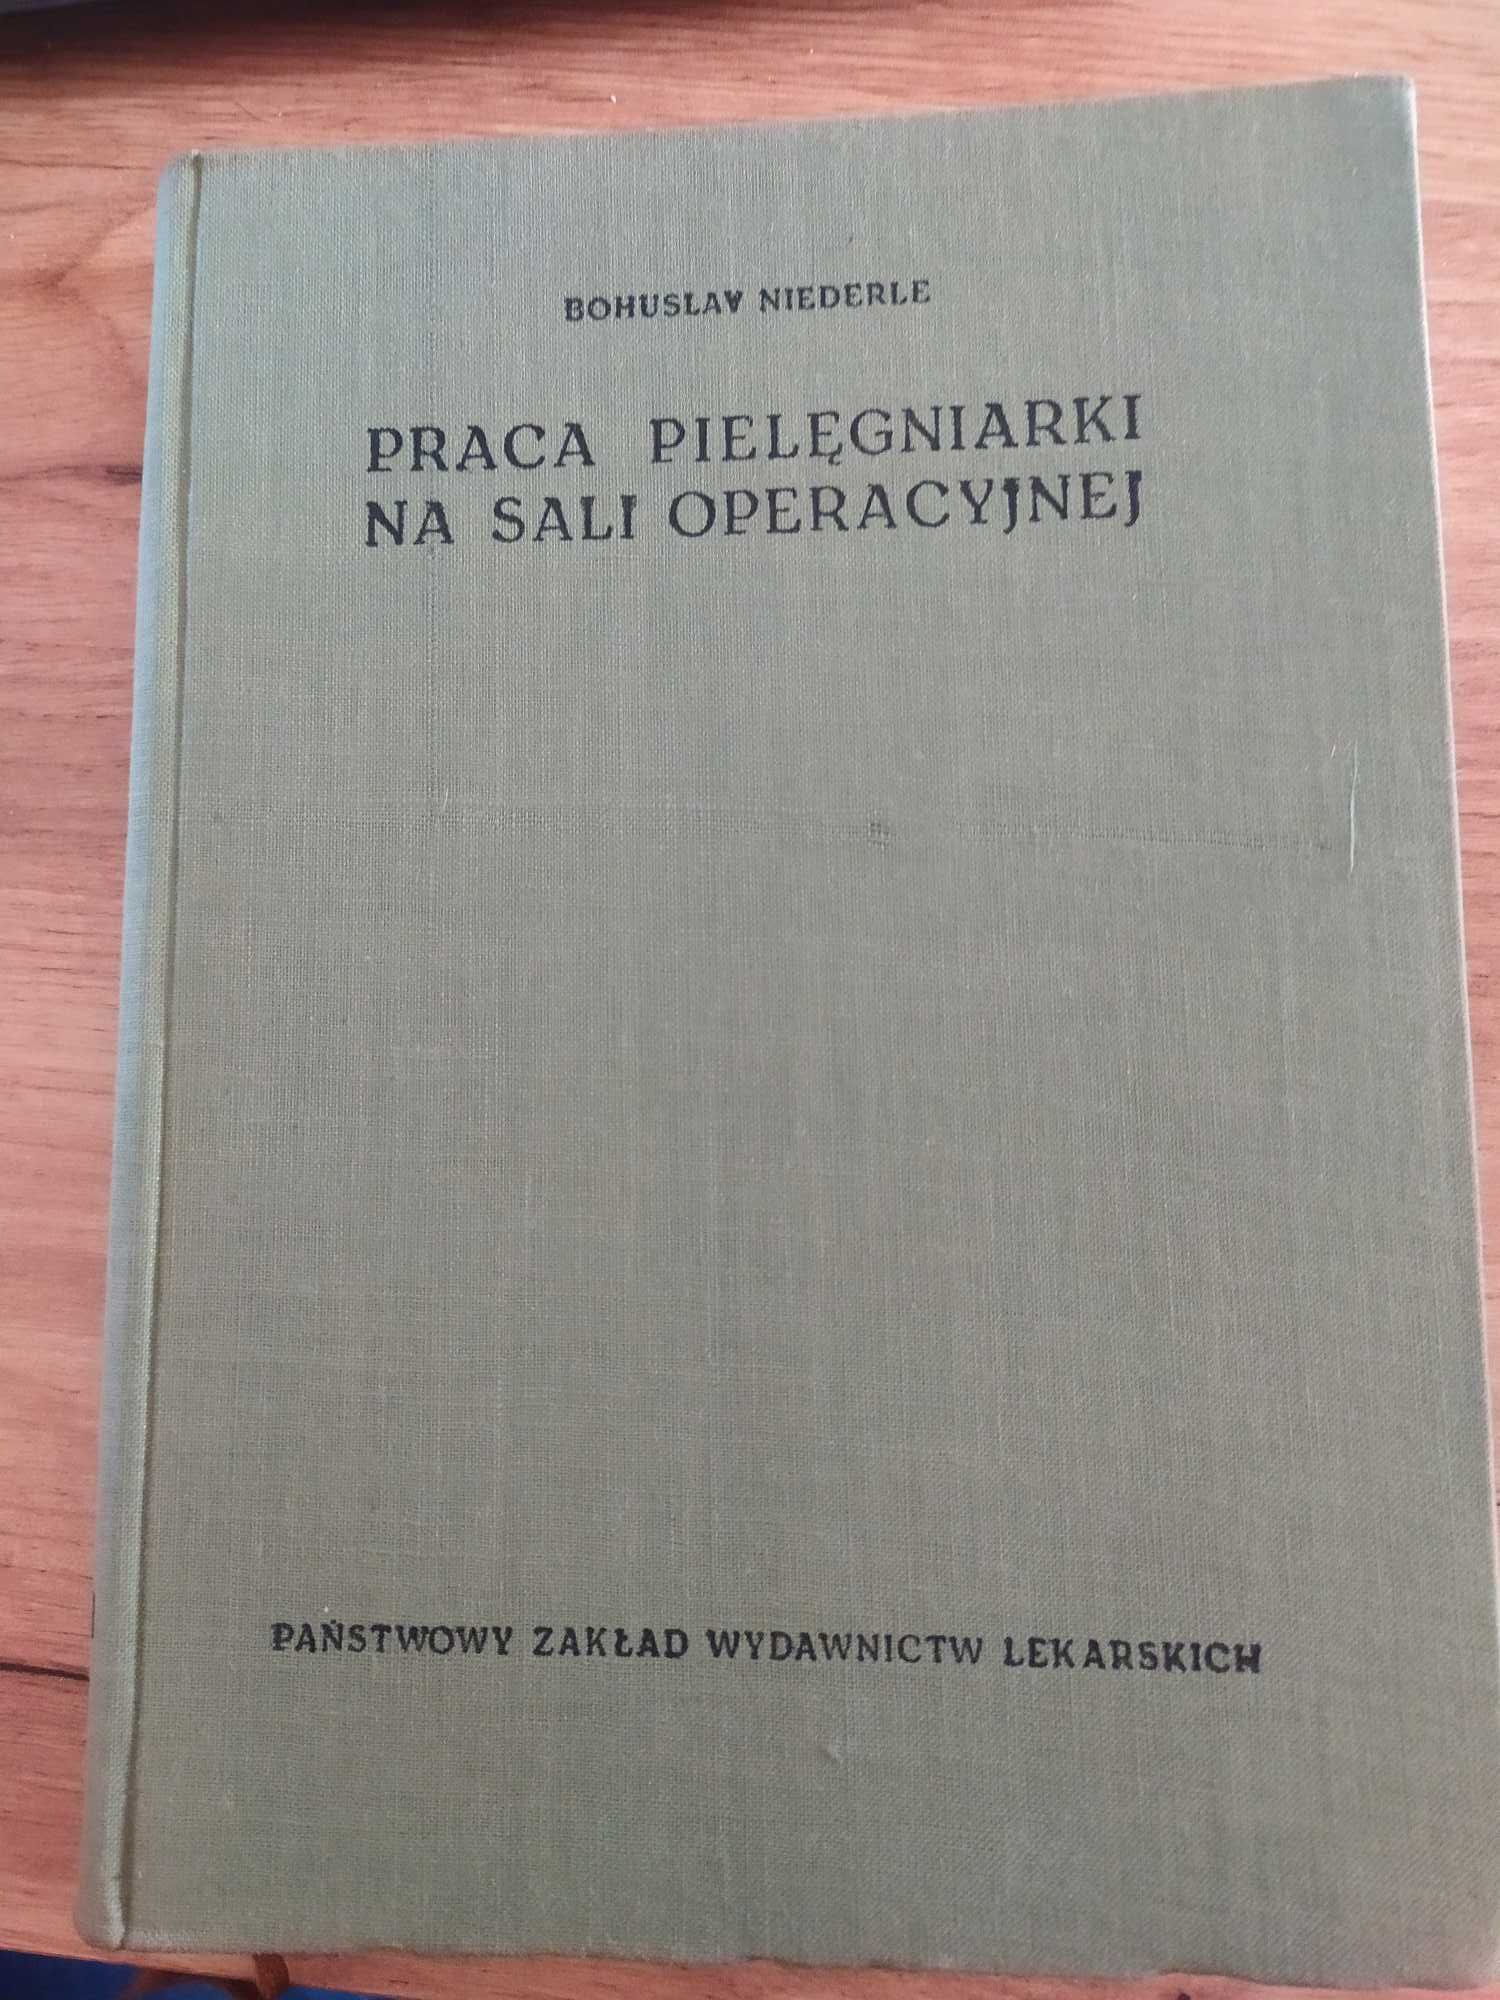 BOHUSLAV NIEDERLE
PRACA PIELĘGNIARKI
NA SALI OPERACYJNEJ
PAŃSTWOWY ZAKŁAD WYDAWNICTW LEKARSKICH